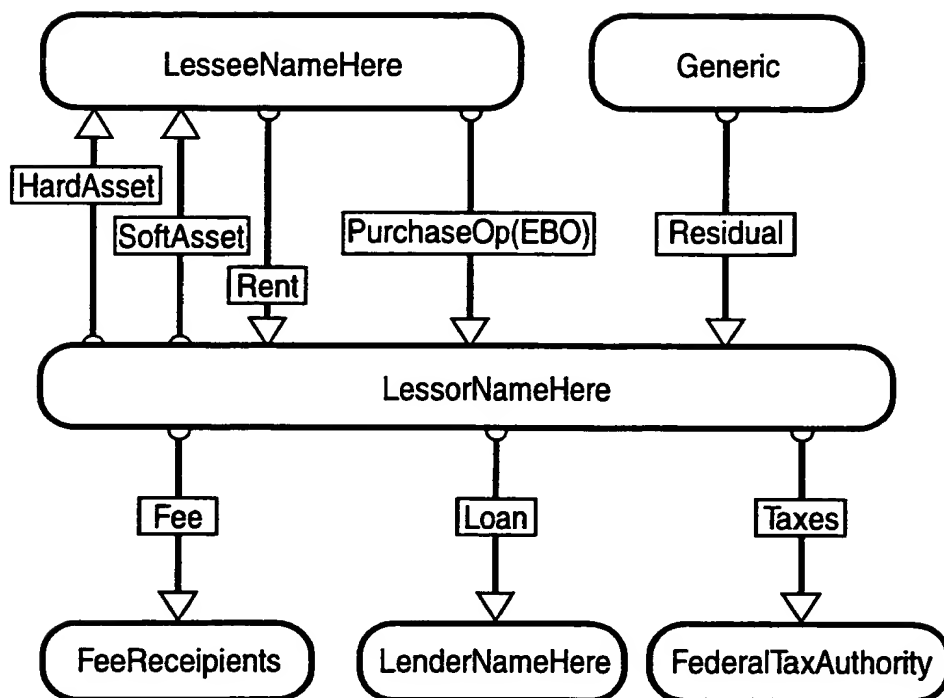 LesseeNameHere
Generic
HardAsset
SoftAsset
PurchaseOp(EBO)
Residual
Rent
LessorNameHere
Fee
Loan
Taxes
FeeReceipients
LenderNameHere
FederalTaxAuthority